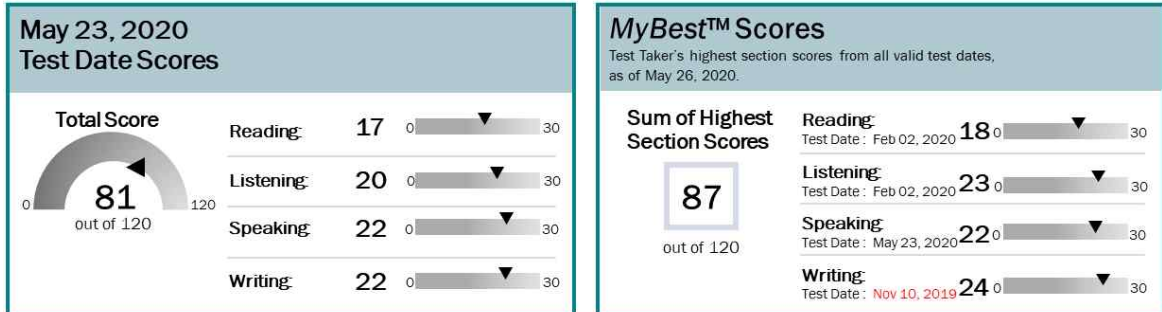 May 23, 2020
Test Date Scores
Total Score
0
81
120
out of 120
Reading: 17 0 30
Listening: 20 0 30
Speaking: 22 0 30
Writing: 22 0 30
MyBest™ Scores
Test Taker's highest section scores from all valid test dates,
as of May 26, 2020.
Sum of Highest
Section Scores
87
out of 120
Reading:
Test Date : Feb 02, 2020 18 0 30
Listening:
Test Date : Feb 02, 2020 23 0 30
Speaking:
Test Date : May 23, 2020 22 0 30
Writing:
Test Date : Nov 10, 2019 24 0 30